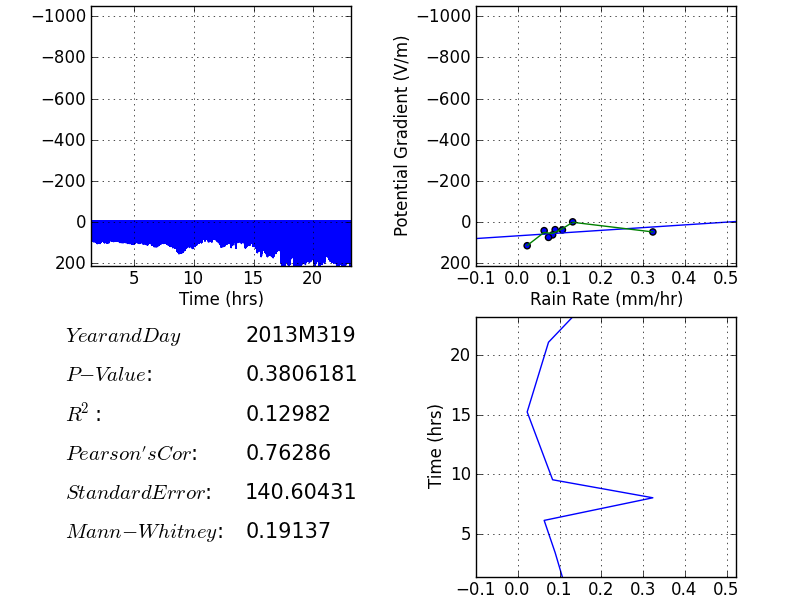 −1000
−800
−600
−400
−200
0
200
5 10 15 20
Time (hrs)
Potential Gradient (V/m)
−1000
−800
−600
−400
−200
0
200
−0.1 0.0 0.1 0.2 0.3 0.4 0.5
Rain Rate (mm/hr)
YearandDay 2013M319
P−Value: 0.3806181
R²: 0.12982
Pearson'sCor: 0.76286
StandardError: 140.60431
Mann−Whitney: 0.19137
Time (hrs)
20
15
10
5
−0.1 0.0 0.1 0.2 0.3 0.4 0.5